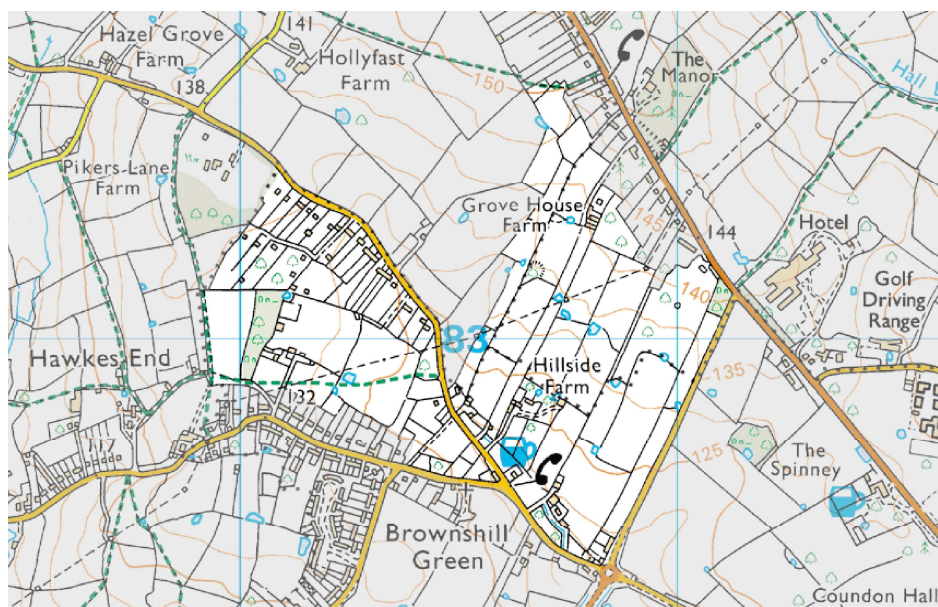 Hazel Grove
Farm
141
Hollyfast
Farm
138
150
The
Manor
Pikers Lane
Farm
Grove House
Farm
145
144
Hotel
140
Golf
Driving
Range
83
Hawkes End
Hillside
Farm
135
132
125
117
The
Spinney
Brownshill
Green
Coundon Hall